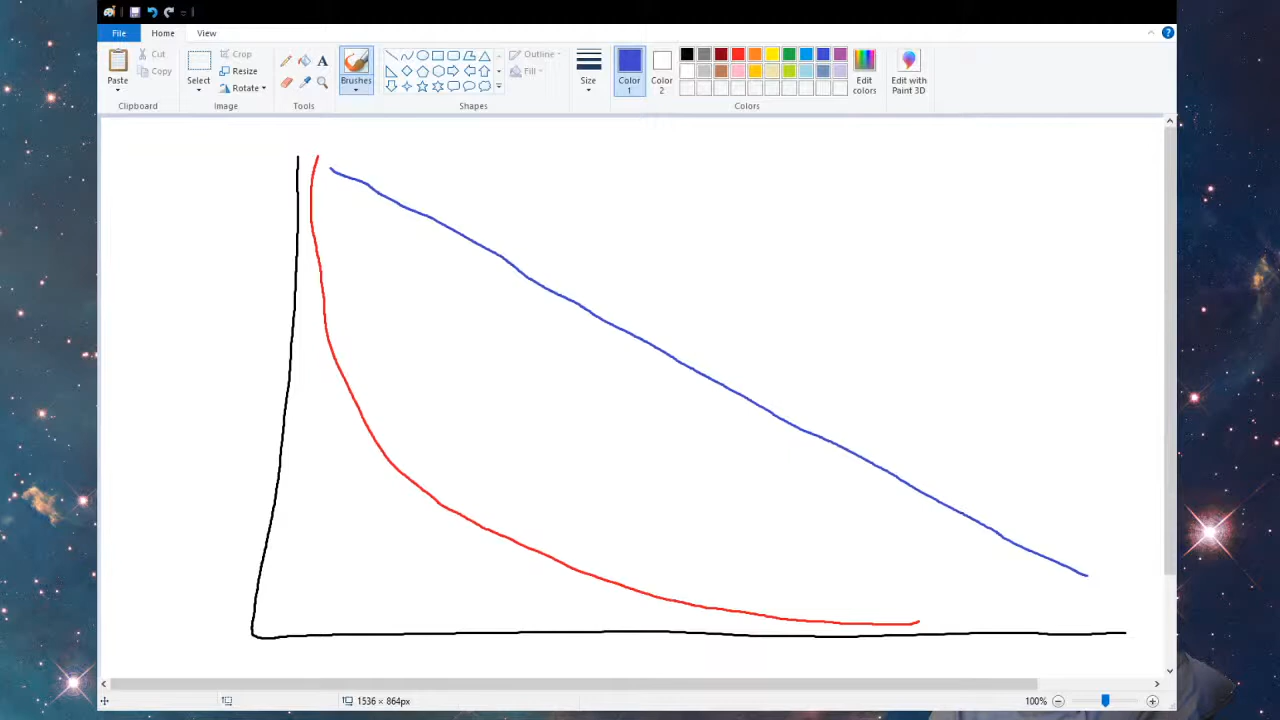 File Home View
Paste Cut Copy Clipboard
Select Crop Resize Rotate Image
Tools
Brushes
Outline Fill Shapes
Size
Color 1
Color 2
Edit colors
Colors
Edit with Paint 3D
1536 × 864px 100%